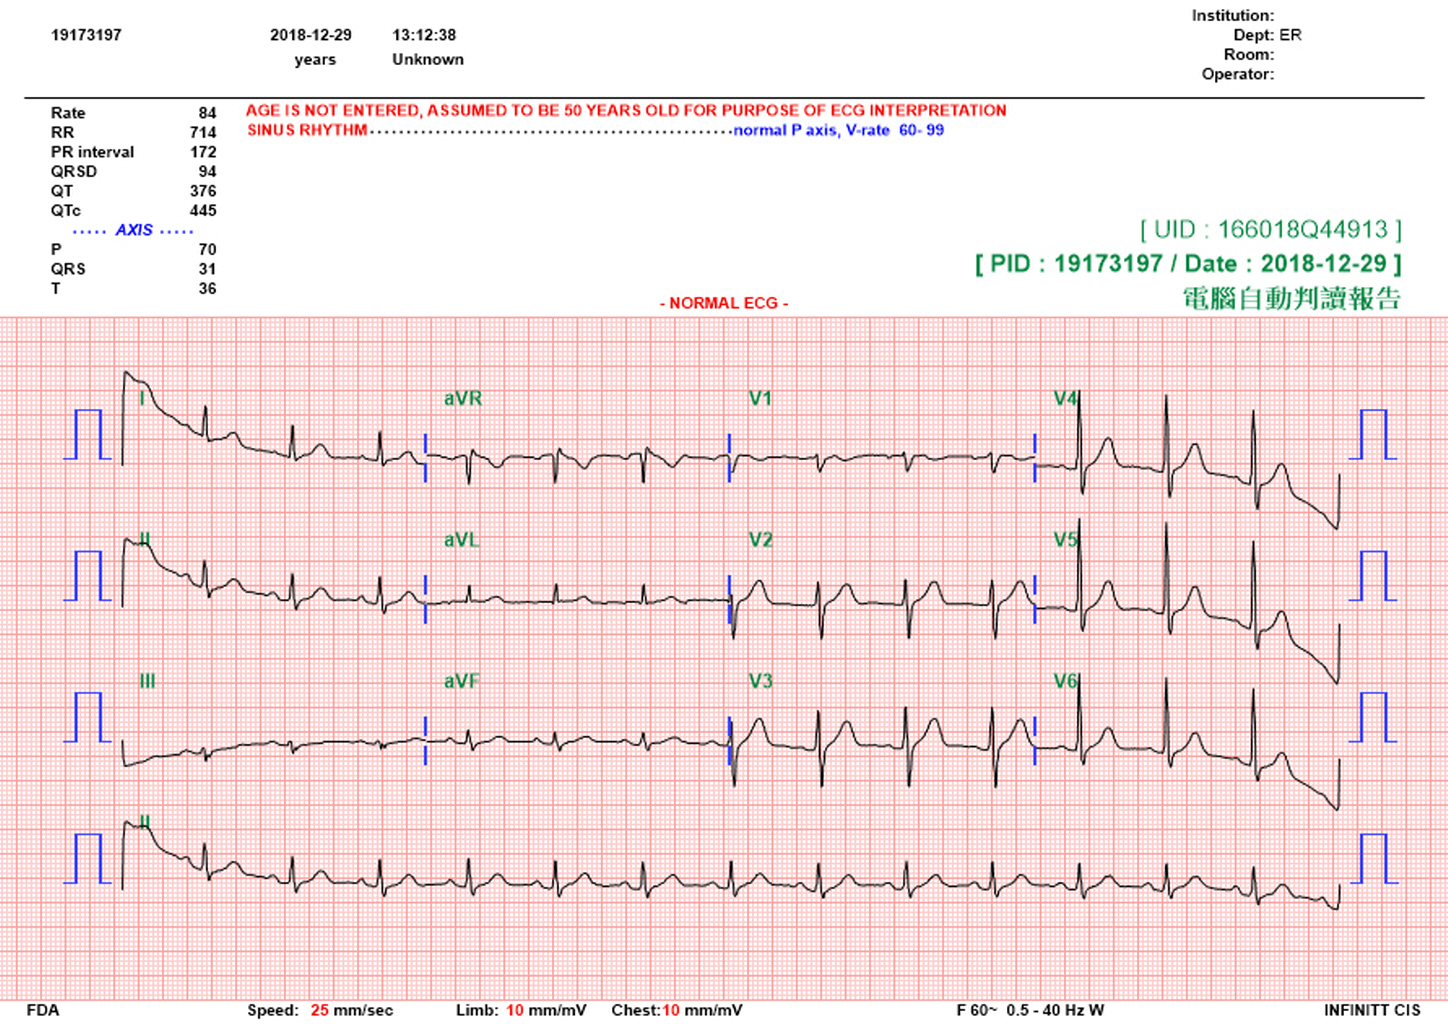 19173197 2018-12-29 13:12:38
years Unknown
Institution:
Dept: ER
Room:
Operator:
Rate 84
RR 714
PR interval 172
QRSD 94
QT 376
QTc 445
..... AXIS .....
P 70
QRS 31
T 36
AGE IS NOT ENTERED, ASSUMED TO BE 50 YEARS OLD FOR PURPOSE OF ECG INTERPRETATION
SINUS RHYTHM..........................................normal P axis, V-rate 60- 99
[ UID : 166018Q44913 ]
[ PID : 19173197 / Date : 2018-12-29 ]
電腦自動判讀報告
- NORMAL ECG -
I aVR V1 V4
II aVL V2 V5
III aVF V3 V6
II
FDA Speed: 25 mm/sec Limb: 10 mm/mV Chest:10 mm/mV F 60~ 0.5 - 40 Hz W INFINITT CIS